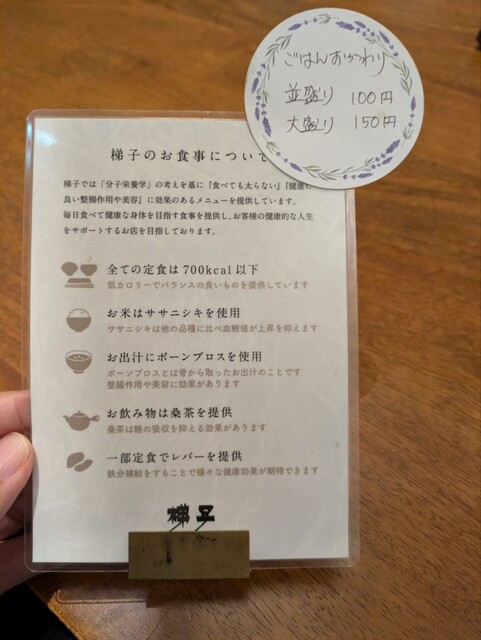 ごはんおかわり
並盛り 100円
大盛り 150円
梯子のお食事について
梯子では「分子栄養学」の考えを基に『食べても太らない』『健康に
良い整腸作用や美容』に効果のあるメニューを提供しています。
毎日食べて健康な身体を目指す食事を提供し、お客様の健康的な人生
をサポートするお店を目指しております。
全ての定食は700kcal以下
低カロリーでバランスの良いものを提供しています
お米はササニシキを使用
ササニシキは他の品種に比べ血糖値が上昇を抑えます
お出汁にボーンブロスを使用
ボーンブロスとは骨から取ったお出汁のことです
整腸作用や美容に効果があります
お飲み物は桑茶を提供
桑茶は糖の吸収を抑える効果があります
一部定食でレバーを提供
鉄分補給をすることで様々な健康効果が期待できます
梯子